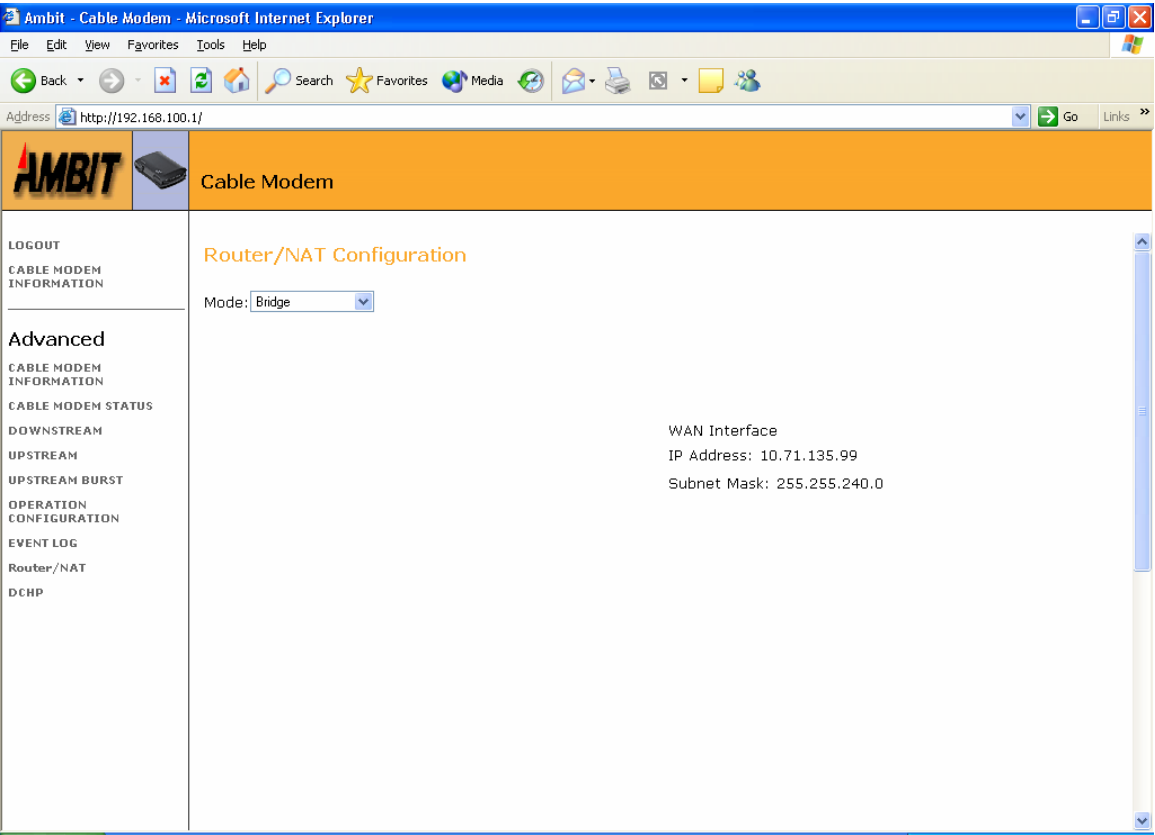 Ambit - Cable Modem - Microsoft Internet Explorer
File Edit View Favorites Tools Help
Back Search Favorites Media
Address http://192.168.100.1/ Go Links »
AMBIT
Cable Modem
LOGOUT
CABLE MODEM
INFORMATION
Advanced
CABLE MODEM
INFORMATION
CABLE MODEM STATUS
DOWNSTREAM
UPSTREAM
UPSTREAM BURST
OPERATION
CONFIGURATION
EVENT LOG
Router/NAT
DCHP
Router/NAT Configuration
Mode: Bridge
WAN Interface
IP Address: 10.71.135.99
Subnet Mask: 255.255.240.0